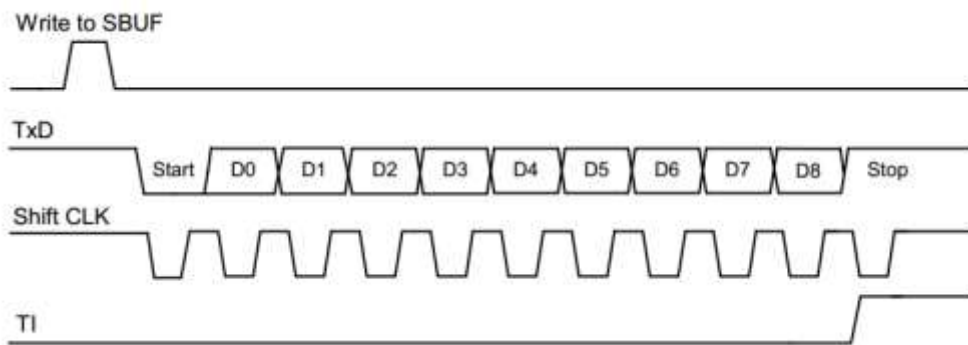 Write to SBUF
TxD
Start D0 D1 D2 D3 D4 D5 D6 D7 D8 Stop
Shift CLK
TI